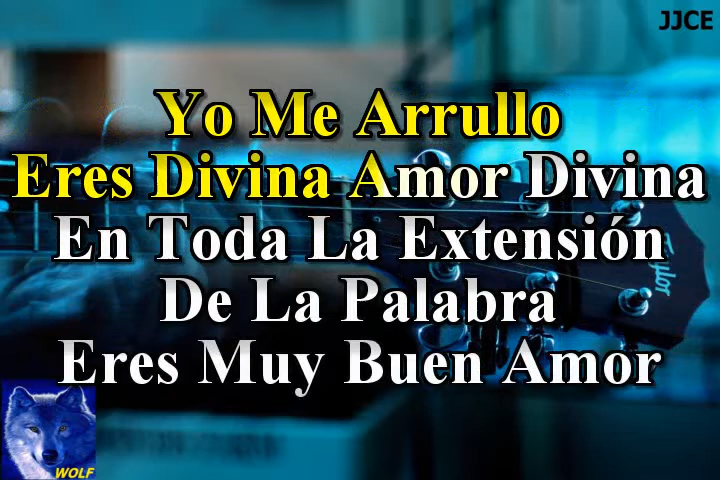 JJCE
Yo Me Arrullo
Eres Divina Amor Divina
En Toda La Extensión
De La Palabra
Eres Muy Buen Amor
Taylor
WOLF